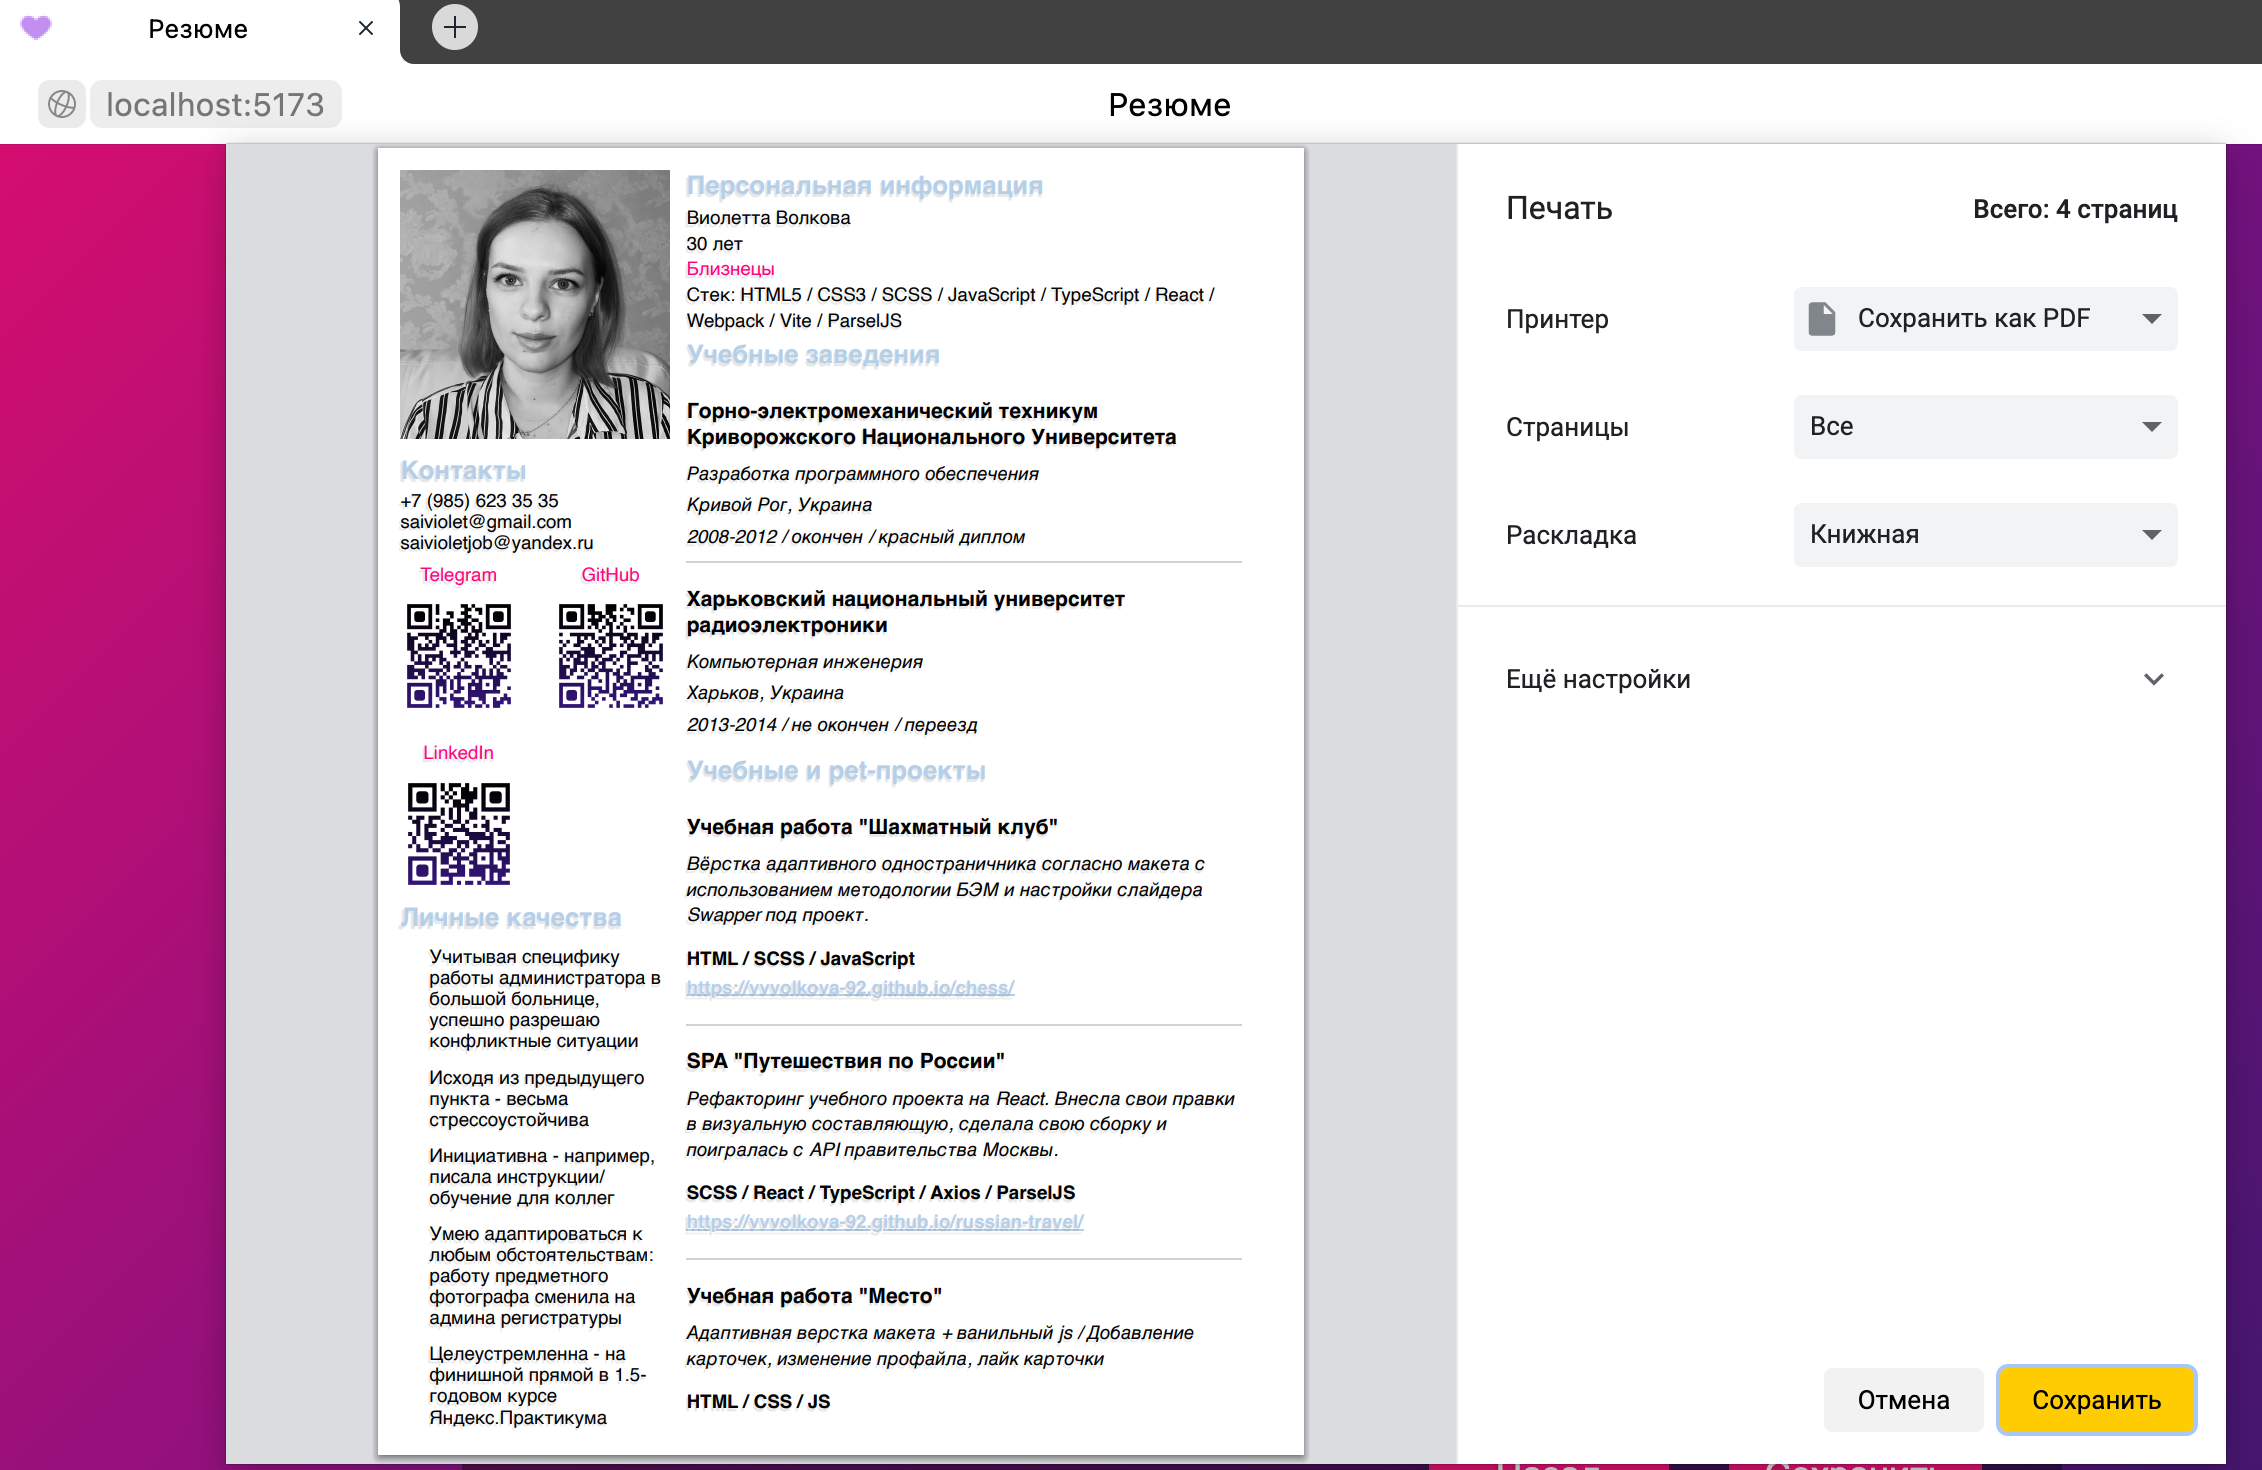 Резюме
localhost:5173
Резюме
Контакты
+7 (985) 623 35 35
saiviolet@gmail.com
saivioletjob@yandex.ru
Telegram
GitHub
LinkedIn
Личные качества
Учитывая специфику
работы администратора в
большой больнице,
успешно разрешаю
конфликтные ситуации
Исходя из предыдущего
пункта - весьма
стрессоустойчива
Инициативна - например,
писала инструкции/
обучение для коллег
Умею адаптироваться к
любым обстоятельствам:
работу предметного
фотографа сменила на
админа регистратуры
Целеустремленна - на
финишной прямой в 1.5-
годовом курсе
Яндекс.Практикума
Персональная информация
Виолетта Волкова
30 лет
Близнецы
Стек: HTML5 / CSS3 / SCSS / JavaScript / TypeScript / React /
Webpack / Vite / ParselJS
Учебные заведения
Горно-электромеханический техникум
Криворожского Национального Университета
Разработка программного обеспечения
Кривой Рог, Украина
2008-2012 / окончен / красный диплом
Харьковский национальный университет
радиоэлектроники
Компьютерная инженерия
Харьков, Украина
2013-2014 / не окончен / переезд
Учебные и pet-проекты
Учебная работа "Шахматный клуб"
Вёрстка адаптивного одностраничника согласно макета с
использованием методологии БЭМ и настройки слайдера
Swapper под проект.
HTML / SCSS / JavaScript
https://vvvolkova-92.github.io/chess/
SPA "Путешествия по России"
Рефакторинг учебного проекта на React. Внесла свои правки
в визуальную составляющую, сделала свою сборку и
поигралась с API правительства Москвы.
SCSS / React / TypeScript / Axios / ParselJS
https://vvvolkova-92.github.io/russian-travel/
Учебная работа "Место"
Адаптивная верстка макета + ванильный js / Добавление
карточек, изменение профайла, лайк карточки
HTML / CSS / JS
Печать
Всего: 4 страниц
Принтер
Сохранить как PDF
Страницы
Все
Раскладка
Книжная
Ещё настройки
Отмена
Сохранить